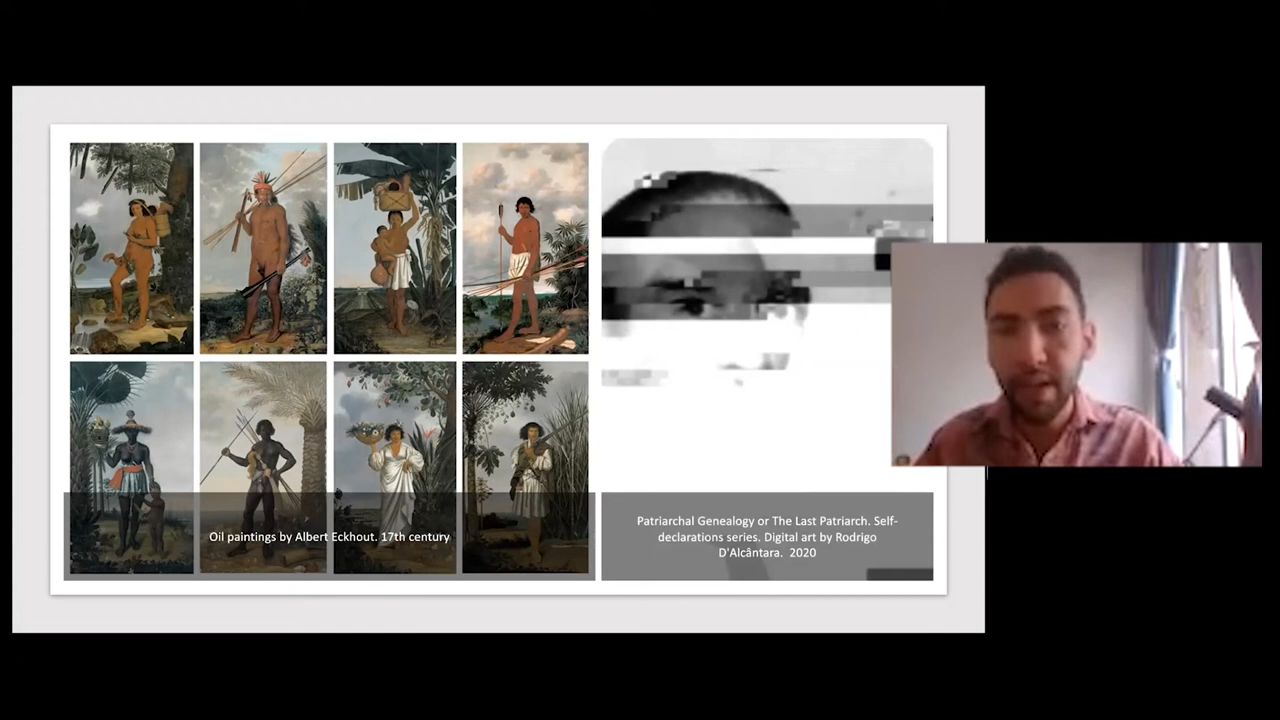 Oil paintings by Albert Eckhout. 17th century
Patriarchal Genealogy or The Last Patriarch. Self-
declarations series. Digital art by Rodrigo
D'Alcântara.  2020